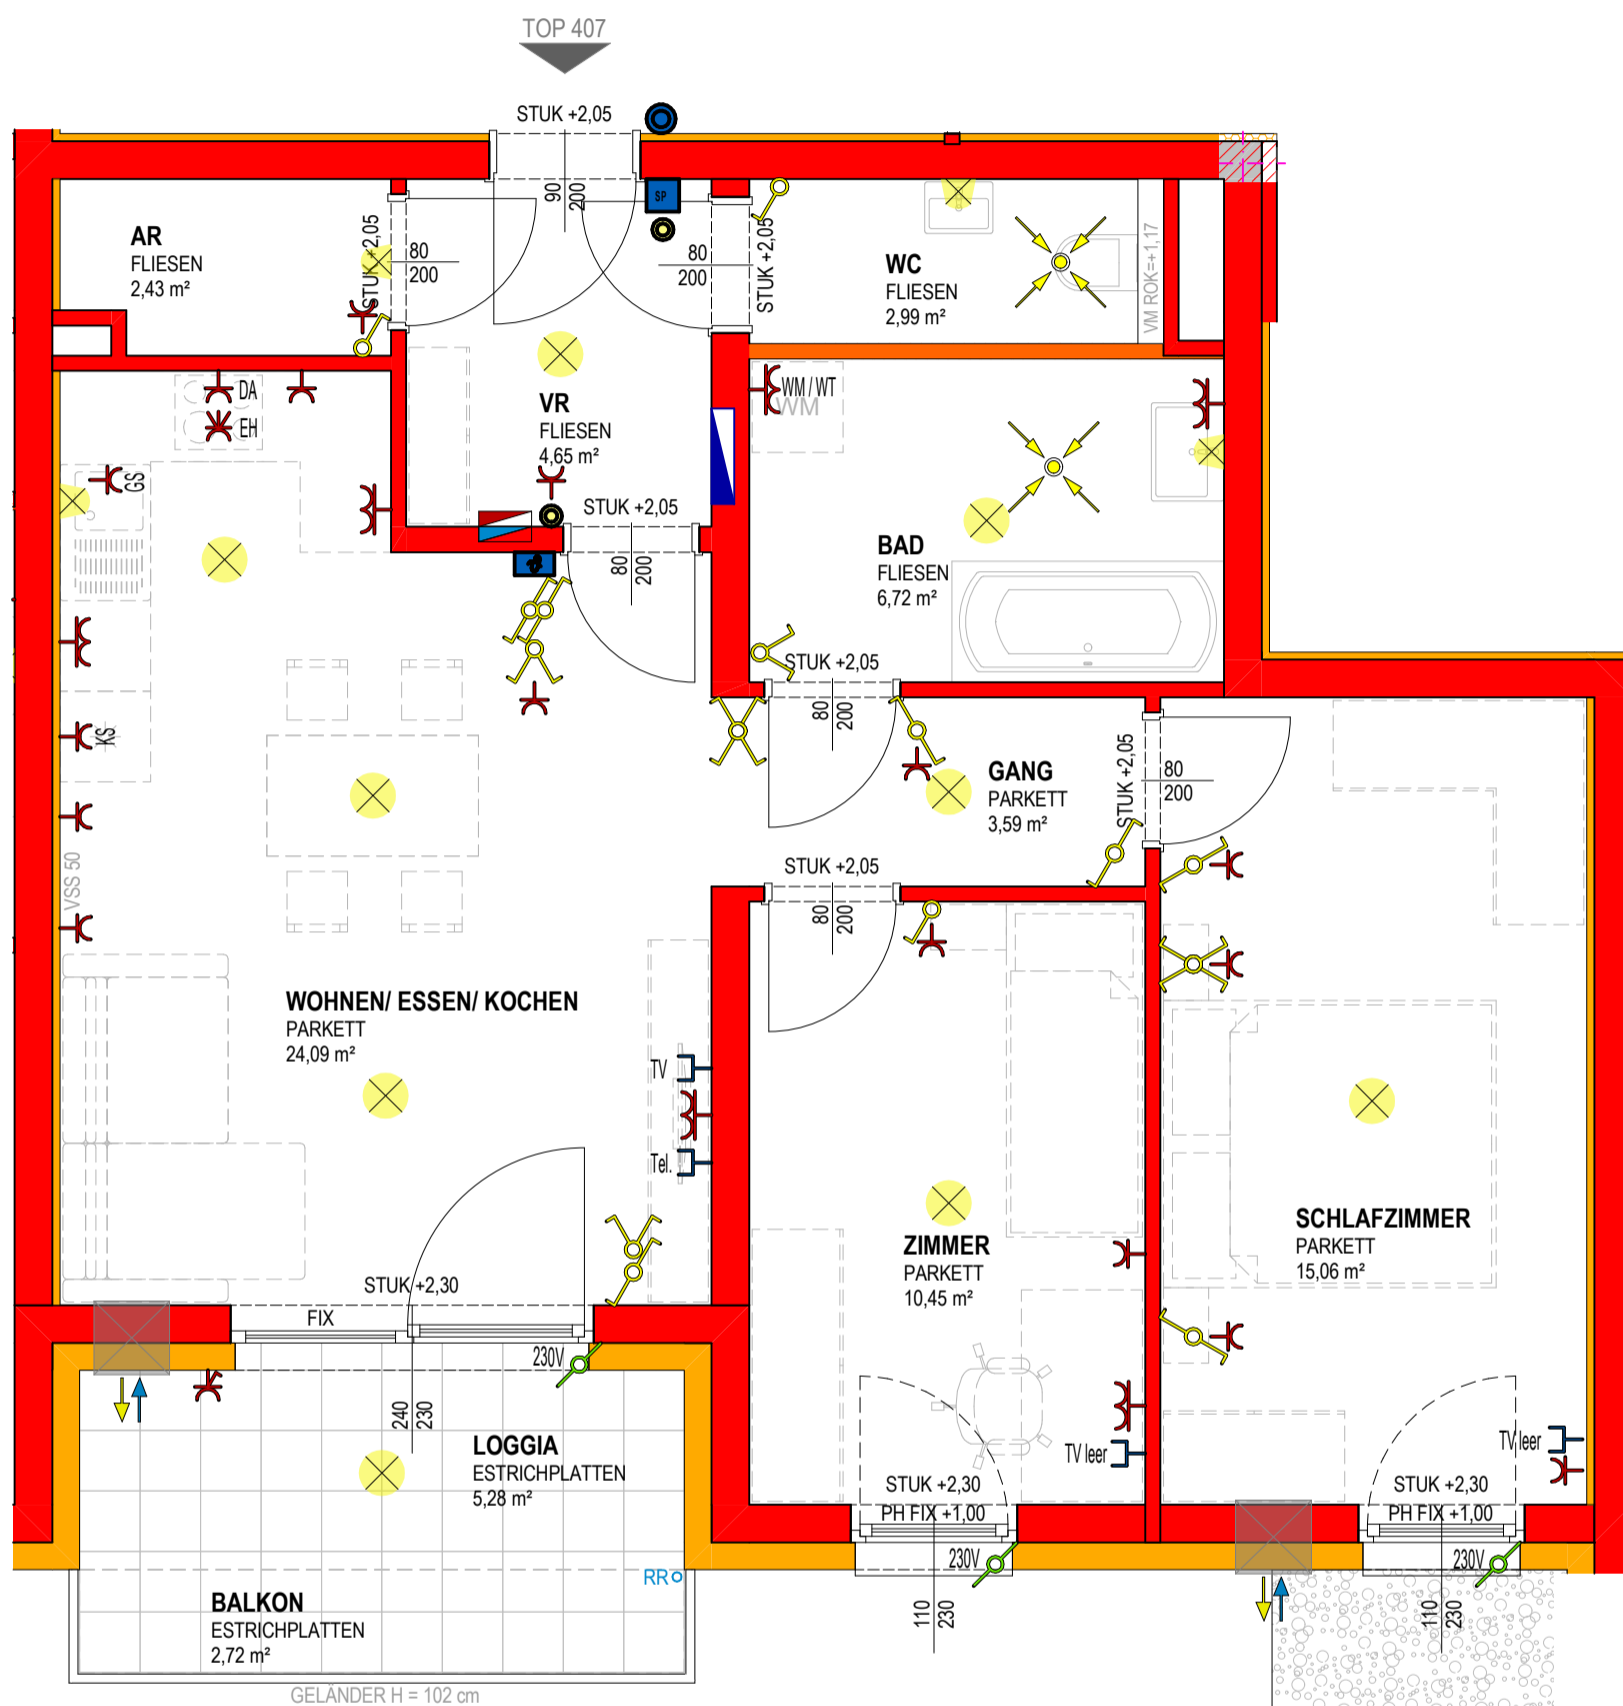 TOP 407
STUK +2,05
90
200
SP
AR
FLIESEN
2,43 m²
STUK +2,05
80
200
80
200
STUK +2,05
WC
FLIESEN
2,99 m²
VM ROK=+1,17
VR
FLIESEN
4,65 m²
DA
EH
GS
WM / WT
WM
STUK +2,05
80
200
BAD
FLIESEN
6,72 m²
STUK +2,05
80
200
KS
GANG
PARKETT
3,59 m²
STUK +2,05
80
200
VSS 50
STUK +2,05
80
200
WOHNEN/ ESSEN/ KOCHEN
PARKETT
24,09 m²
TV
Tel.
ZIMMER
PARKETT
10,45 m²
SCHLAFZIMMER
PARKETT
15,06 m²
STUK +2,30
FIX
230V
240
230
LOGGIA
ESTRICHPLATTEN
5,28 m²
TV leer
TV leer
STUK +2,30
PH FIX +1,00
STUK +2,30
PH FIX +1,00
230V
230V
RR
110
230
110
230
BALKON
ESTRICHPLATTEN
2,72 m²
GELÄNDER H = 102 cm